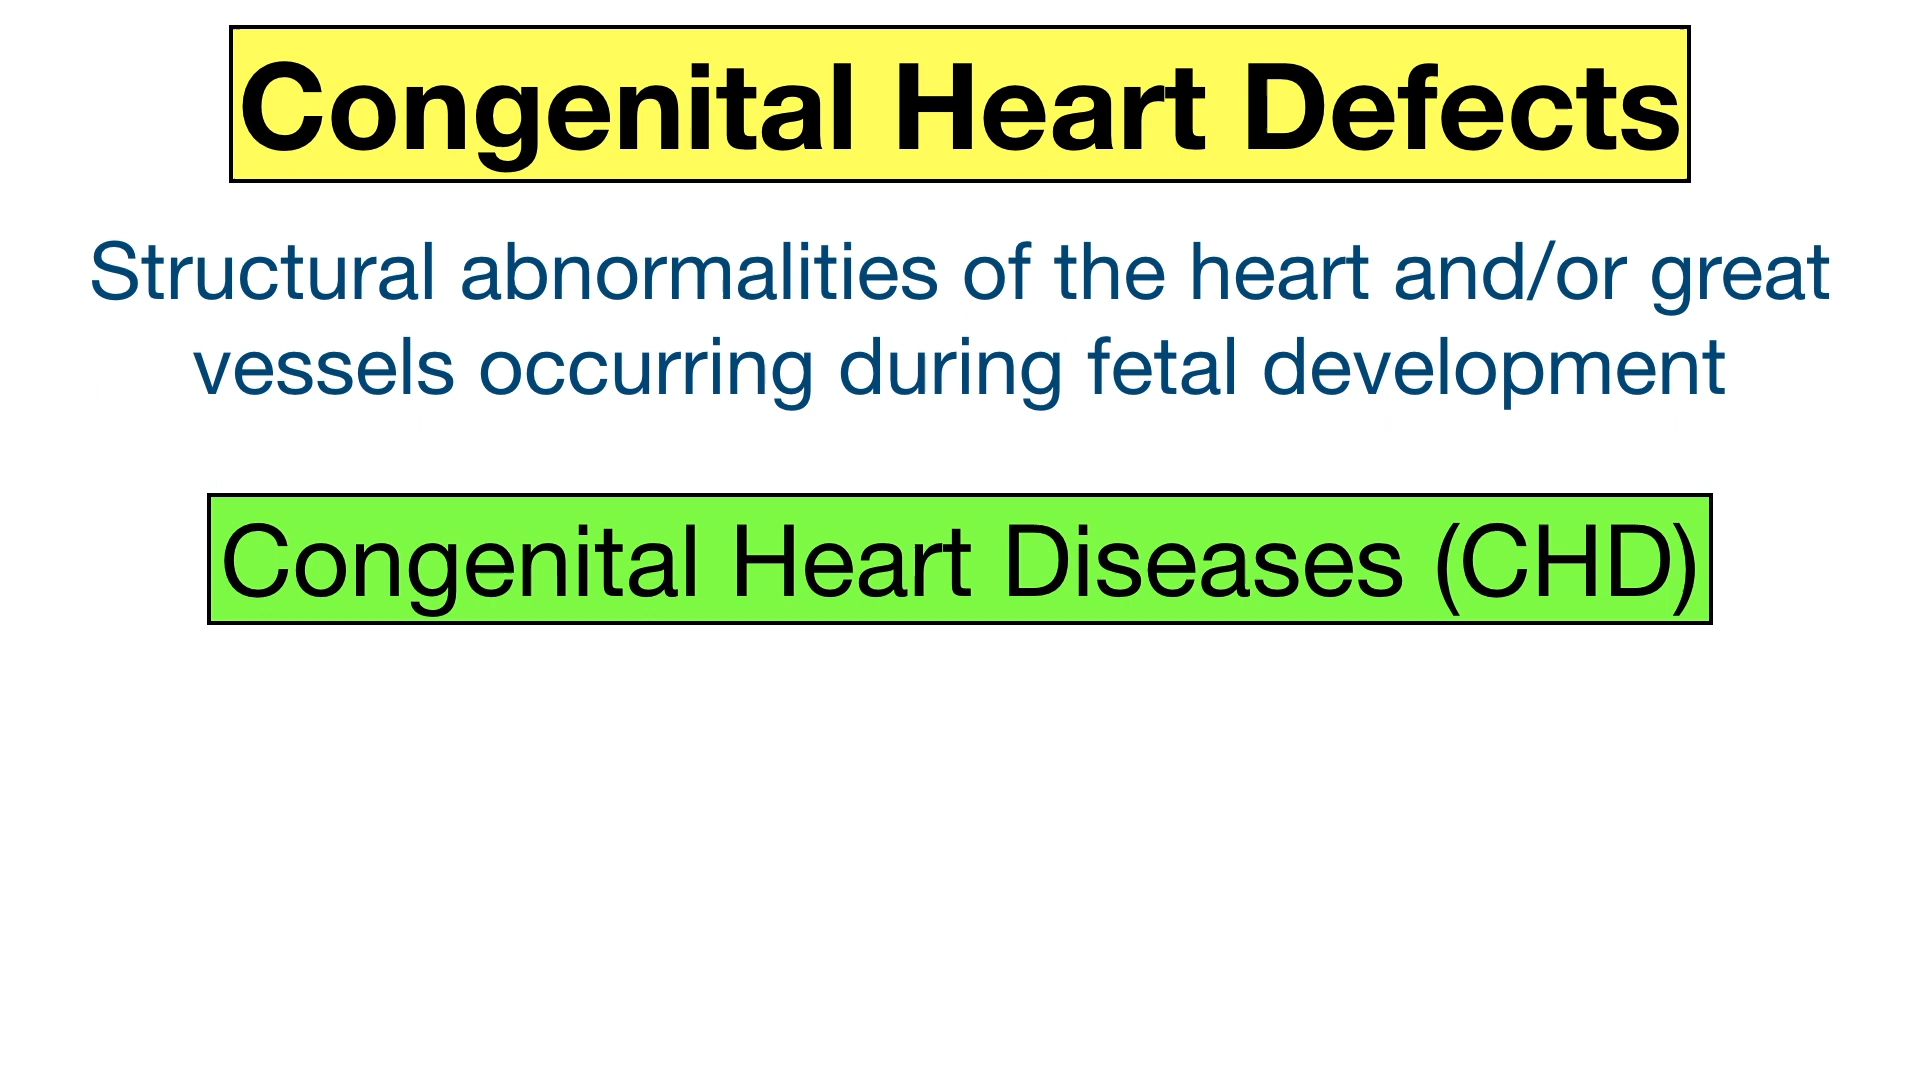 Congenital Heart Defects
Structural abnormalities of the heart and/or great
vessels occurring during fetal development
Congenital Heart Diseases (CHD)